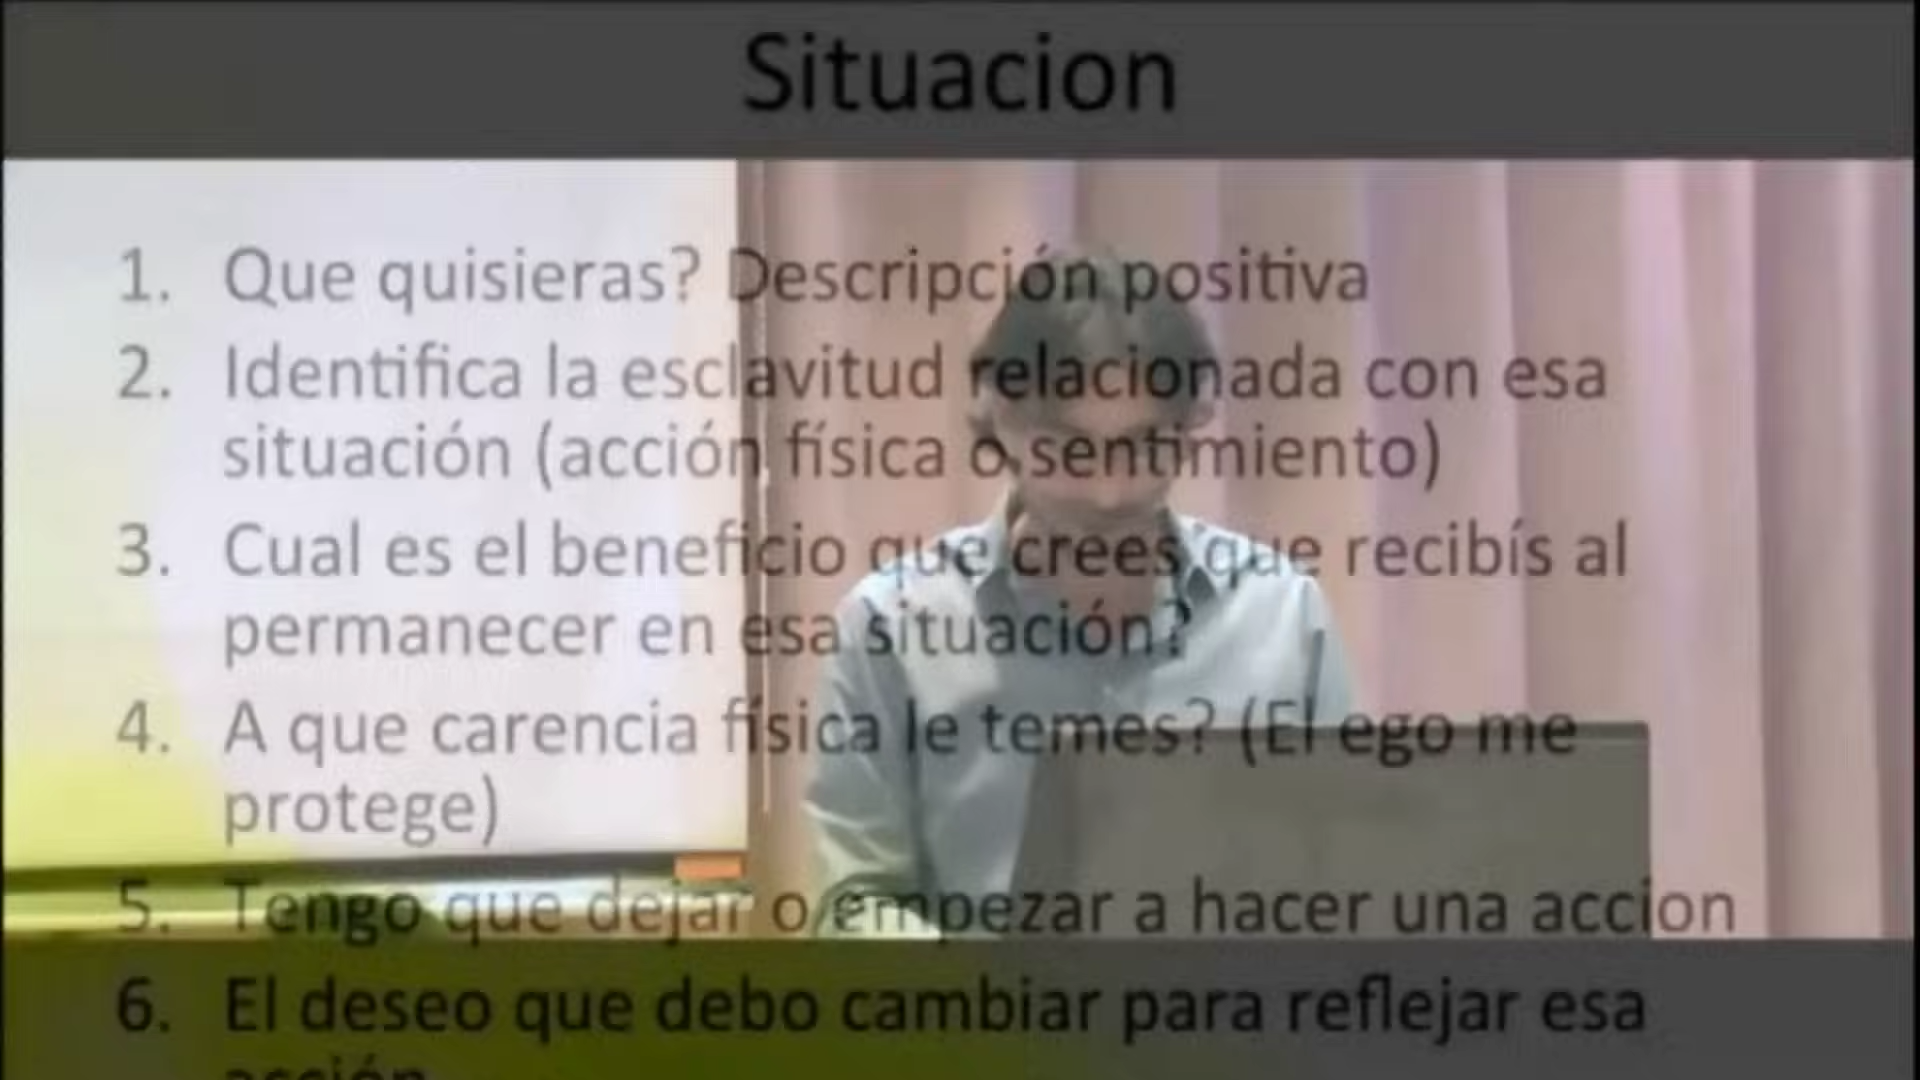 Situacion
1. Que quisieras? Descripción positiva
2. Identifica la esclavitud relacionada con esa
situación (acción física o sentimiento)
3. Cual es el beneficio que crees que recibís al
permanecer en esa situación?
4. A que carencia física le temes? (El ego me
protege)
5. Tengo que dejar o empezar a hacer una accion
6. El deseo que debo cambiar para reflejar esa
acción